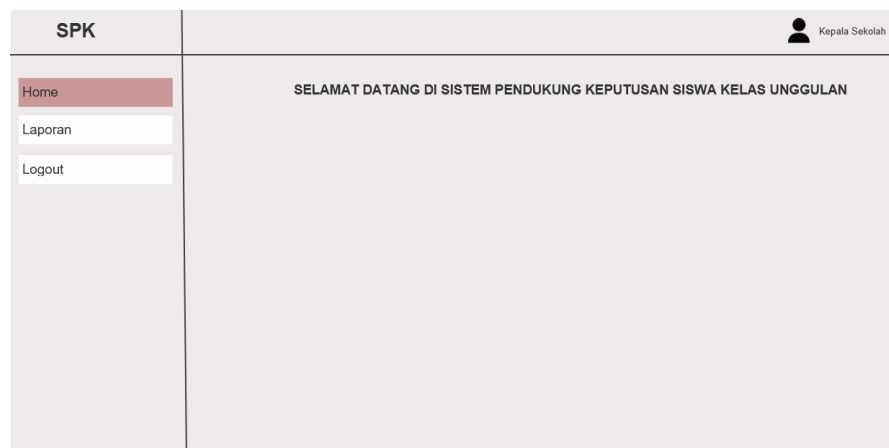 SPK
Kepala Sekolah
Home
SELAMAT DATANG DI SISTEM PENDUKUNG KEPUTUSAN SISWA KELAS UNGGULAN
Laporan
Logout